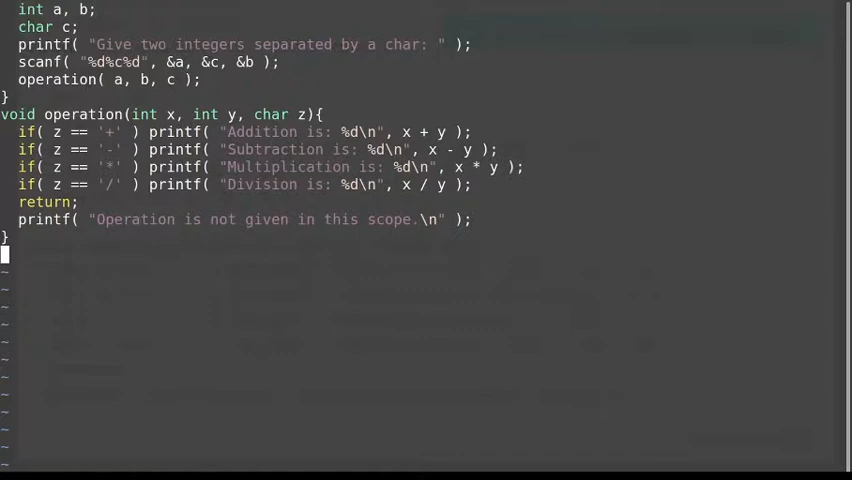 int a, b;
char c;
printf( "Give two integers separated by a char: " );
scanf( "%d%c%d", &a, &c, &b );
operation( a, b, c );
}
void operation(int x, int y, char z){
if( z == '+' ) printf( "Addition is: %d\n", x + y );
if( z == '-' ) printf( "Subtraction is: %d\n", x - y );
if( z == '*' ) printf( "Multiplication is: %d\n", x * y );
if( z == '/' ) printf( "Division is: %d\n", x / y );
return;
printf( "Operation is not given in this scope.\n" );
}
~
~
~
~
~
~
~
~
~
~
~
~